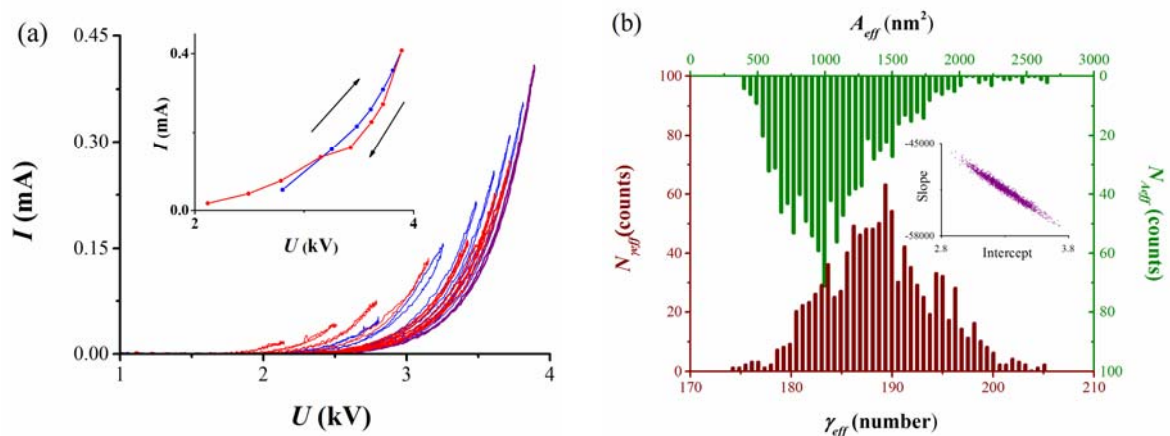 (a)
0.45
0.30
0.15
0.00
I (mA)
1
2
3
4
U (kV)
0.4
0.0
I (mA)
2
4
U (kV)
(b)
A_eff (nm²)
0 500 1000 1500 2000 2500 3000
100
80
60
40
20
0
N_γeff (counts)
0
20
40
60
80
100
N_Aeff (counts)
-45000
Slope
-58000
2.8
3.8
Intercept
170 180 190 200 210
γ_eff (number)